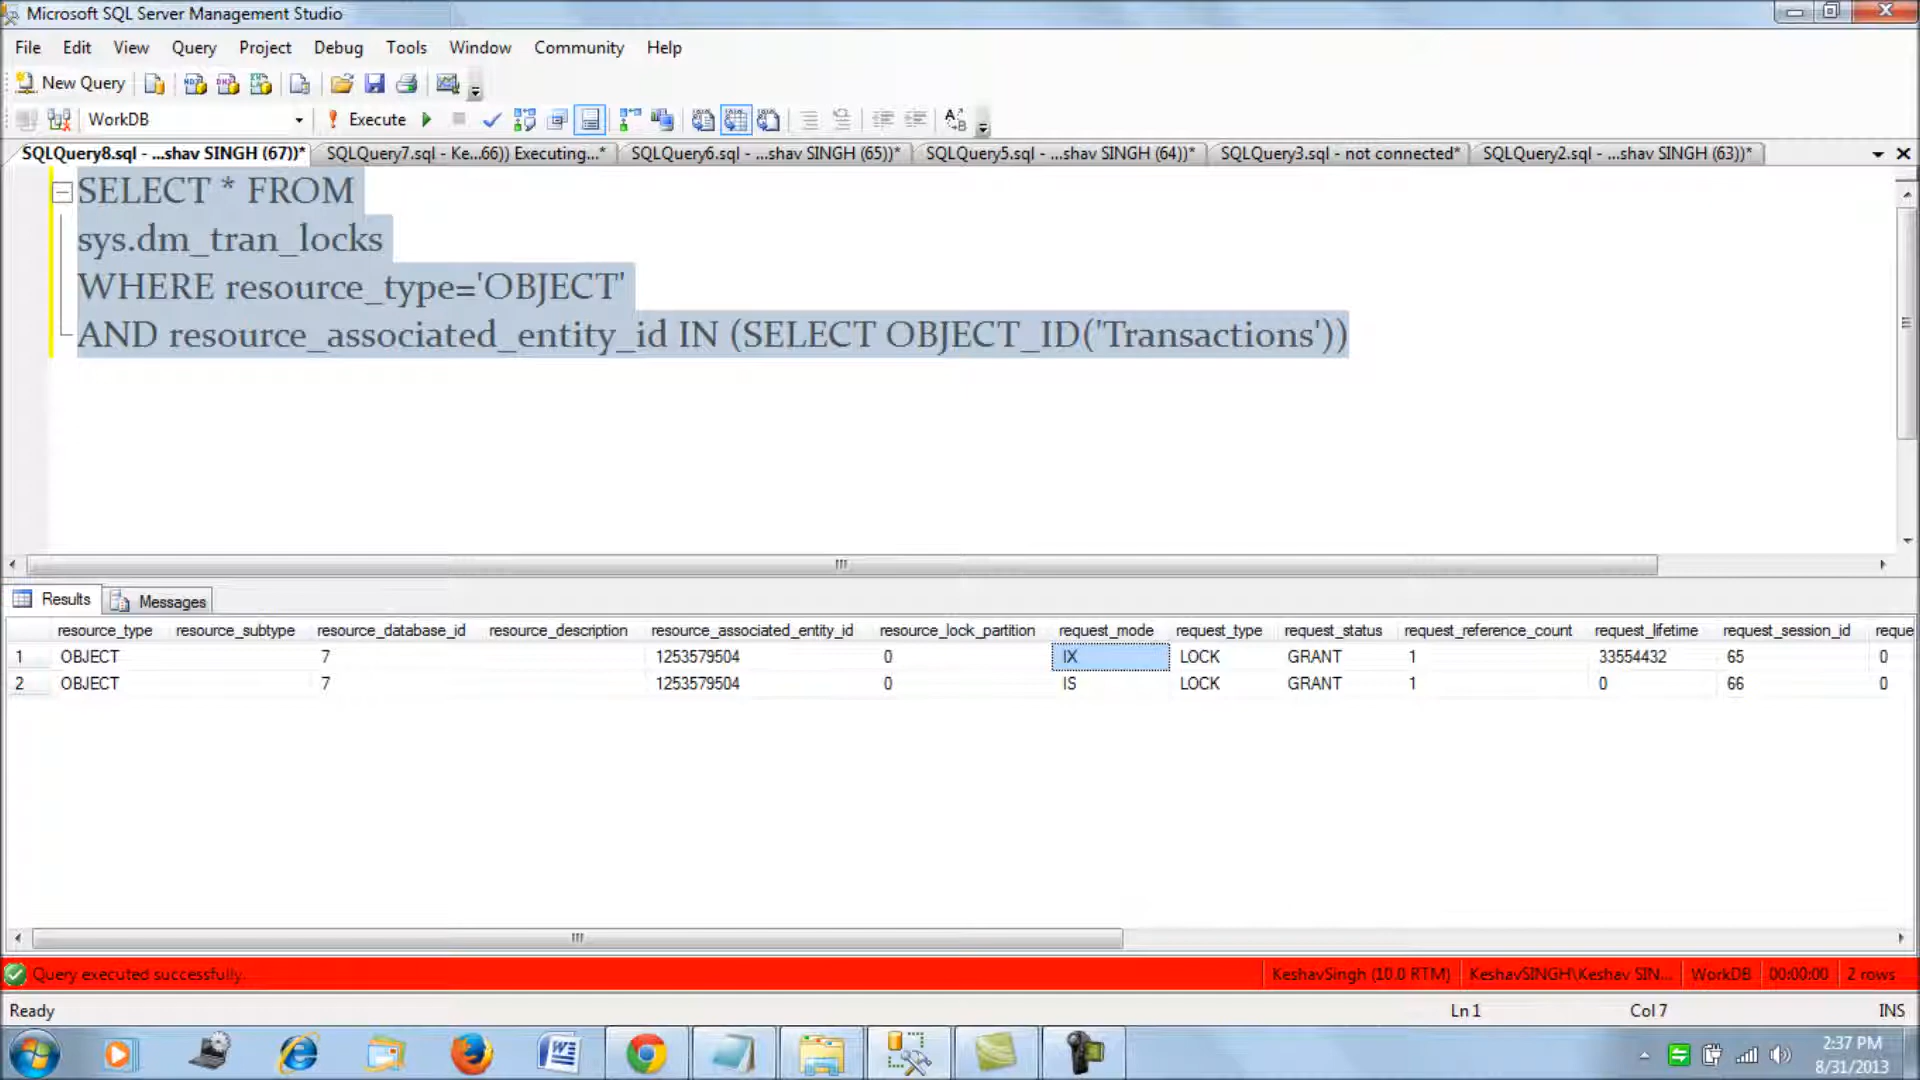 Microsoft SQL Server Management Studio
File Edit View Query Project Debug Tools Window Community Help
New Query
WorkDB Execute
SQLQuery8.sql - ...shav SINGH (67))* SQLQuery7.sql - Ke...66)) Executing...* SQLQuery6.sql - ...shav SINGH (65))* SQLQuery5.sql - ...shav SINGH (64))* SQLQuery3.sql - not connected* SQLQuery2.sql - ...shav SINGH (63))*
SELECT * FROM
sys.dm_tran_locks
WHERE resource_type='OBJECT'
AND resource_associated_entity_id IN (SELECT OBJECT_ID('Transactions'))
Results Messages
resource_type resource_subtype resource_database_id resource_description resource_associated_entity_id resource_lock_partition request_mode request_type request_status request_reference_count request_lifetime request_session_id reque
1 OBJECT 7 1253579504 0 IX LOCK GRANT 1 33554432 65 0
2 OBJECT 7 1253579504 0 IS LOCK GRANT 1 0 66 0
Query executed successfully. KeshavSingh (10.0 RTM) KeshavSINGH\Keshav SIN... WorkDB 00:00:00 2 rows
Ready Ln 1 Col 7 INS
2:37 PM
8/31/2013